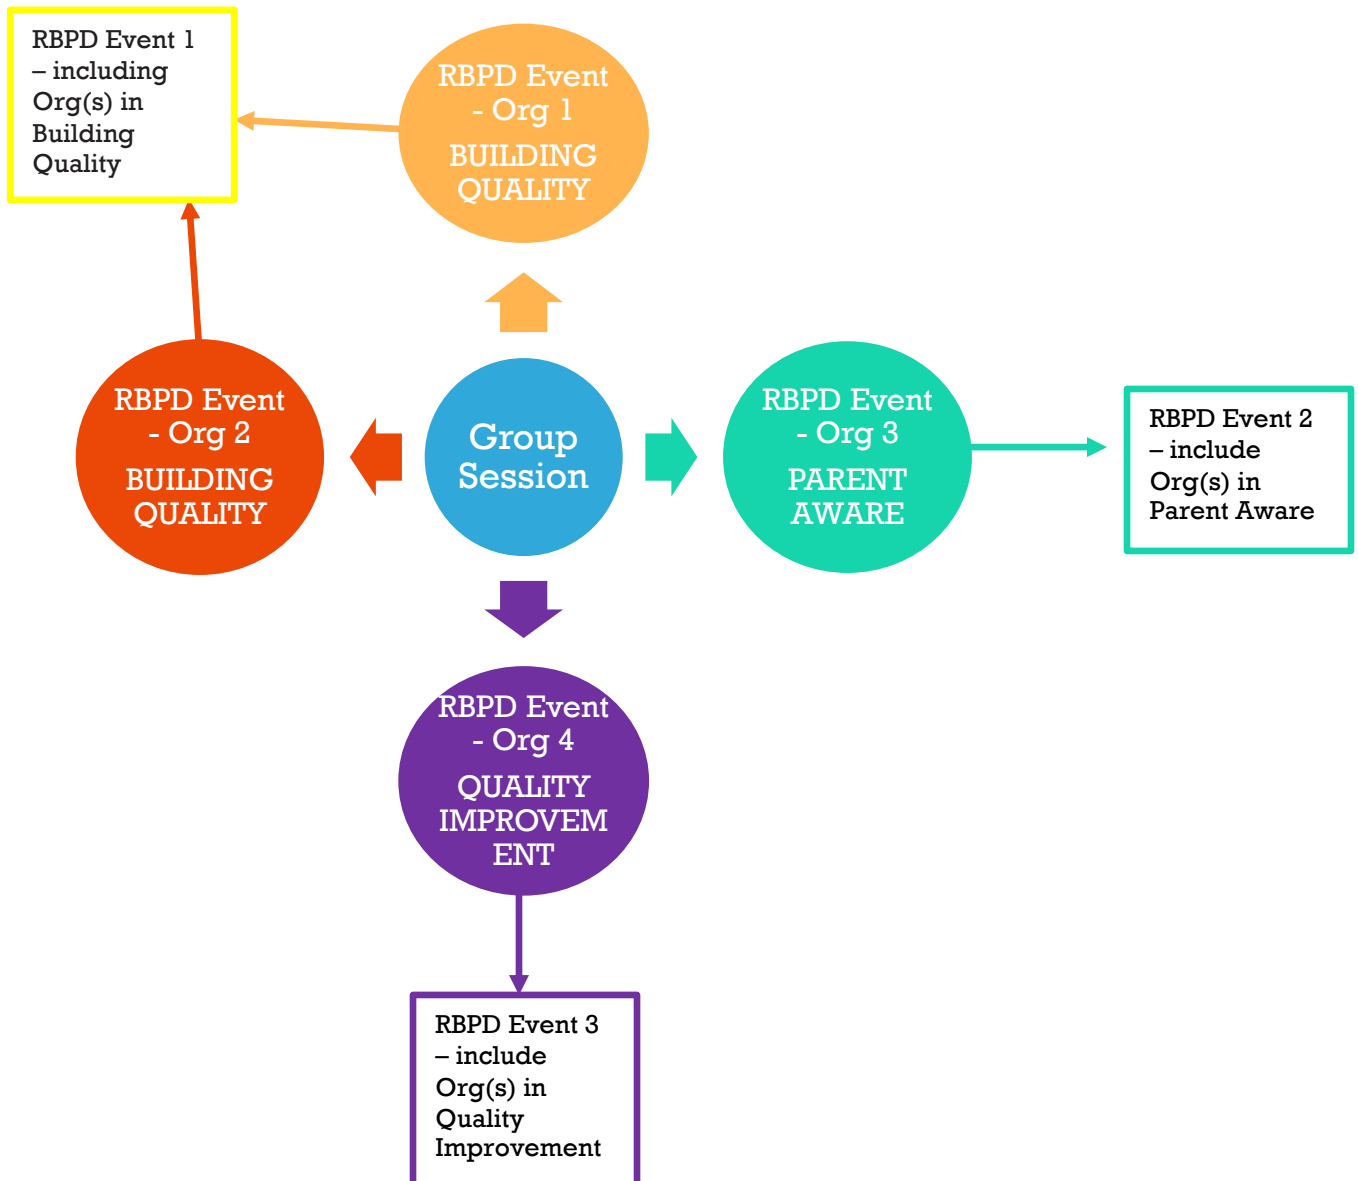 RBPD Event 1
– including
Org(s) in
Building
Quality
RBPD Event
- Org 1
BUILDING
QUALITY
RBPD Event
- Org 2
BUILDING
QUALITY
Group
Session
RBPD Event
- Org 3
PARENT
AWARE
RBPD Event 2
– include
Org(s) in
Parent Aware
RBPD Event
- Org 4
QUALITY
IMPROVEM
ENT
RBPD Event 3
– include
Org(s) in
Quality
Improvement